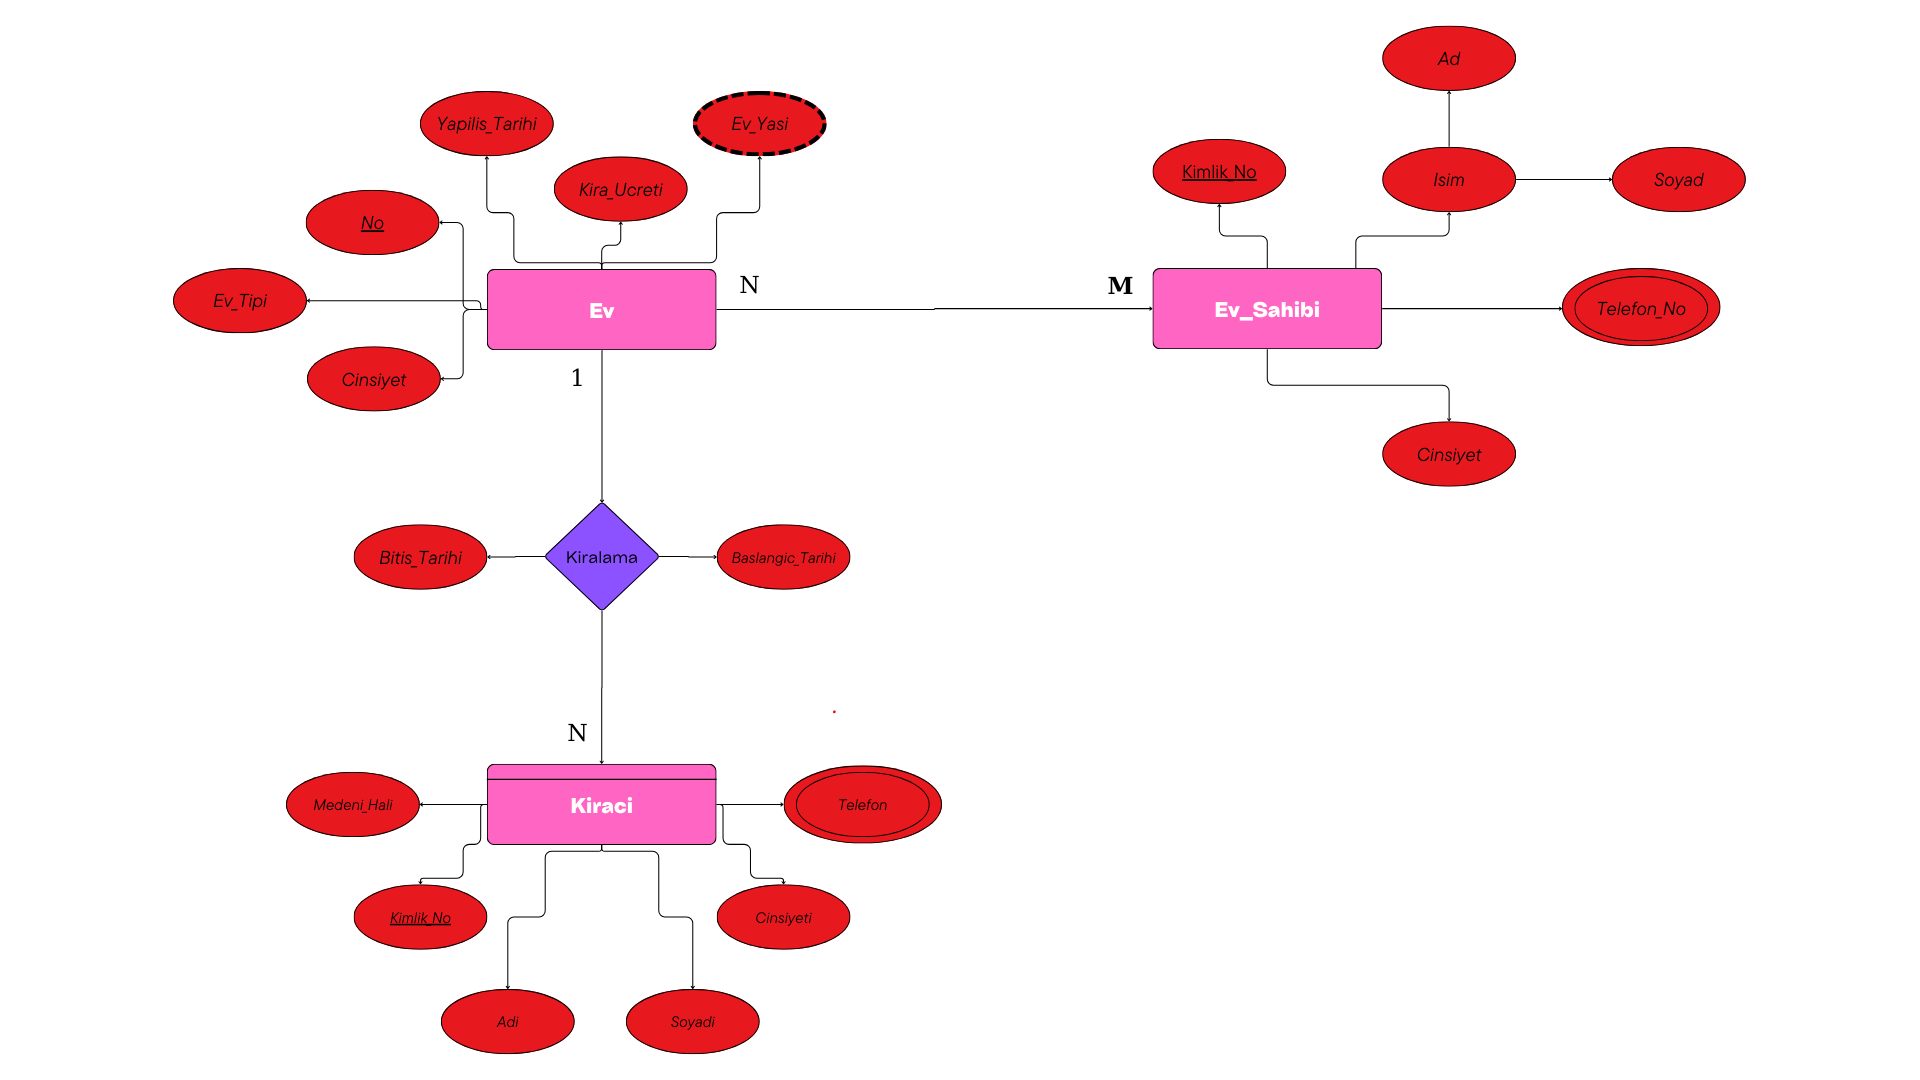 Ad
Yapilis_Tarihi
Ev_Yasi
Kimlik_No
Isim
Soyad
Kira_Ucreti
No
Ev_Tipi
N
M
Ev
Ev_Sahibi
Telefon_No
1
Cinsiyet
Cinsiyet
Bitis_Tarihi
Kiralama
Baslangic_Tarihi
N
Medeni_Hali
Kiraci
Telefon
Kimlik_No
Cinsiyeti
Adi
Soyadi